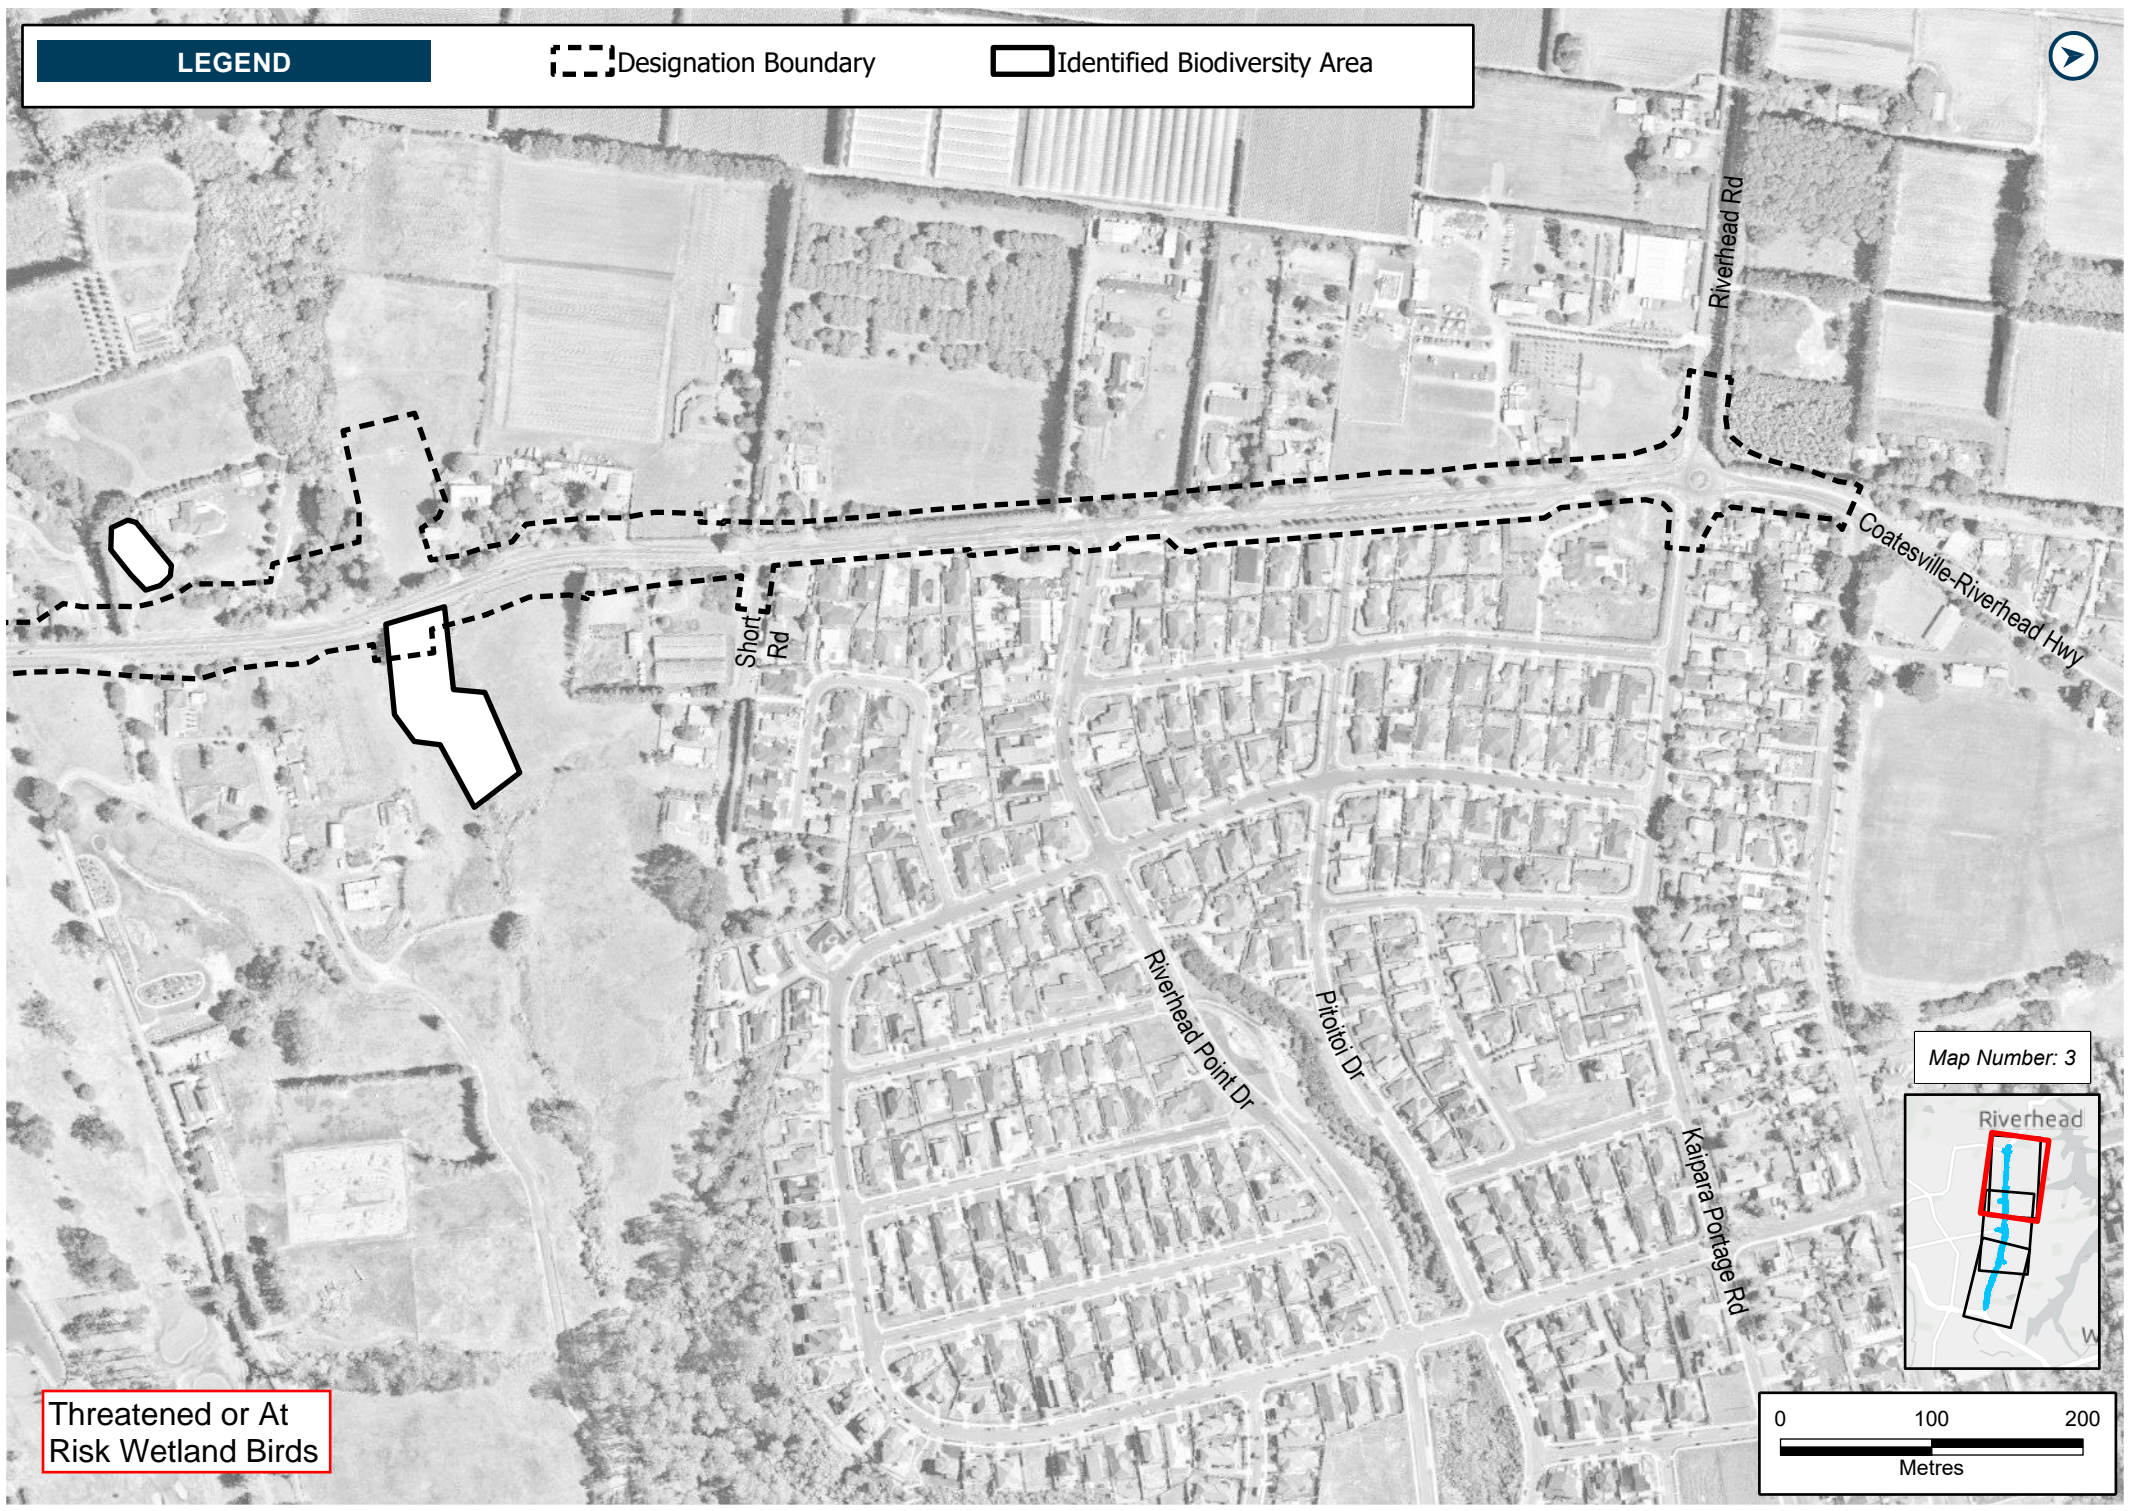 LEGEND
Designation Boundary
Identified Biodiversity Area
Riverhead Rd
Coatesville-Riverhead Hwy
Short
Rd
Riverhead Point Dr
Pitoitoi Dr
Kaipara Portage Rd
Map Number: 3
Riverhead
W
Threatened or At
Risk Wetland Birds
0 100 200
Metres